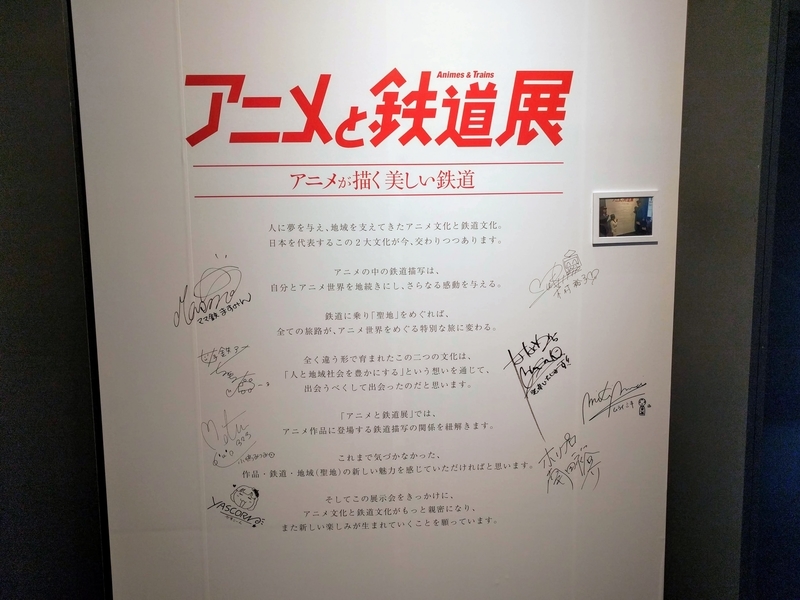 Animes & Trains
アニメと鉄道展
アニメが描く美しい鉄道
人に夢を与え、地域を支えてきたアニメ文化と鉄道文化。
日本を代表するこの2大文化が今、交わりつつあります。
アニメの中の鉄道描写は、
自分とアニメ世界を地続きにし、さらなる感動を与える。
鉄道に乗り「聖地」をめぐれば、
全ての旅路が、アニメ世界をめぐる特別な旅に変わる。
全く違う形で育まれたこの二つの文化は、
「人と地域社会を豊かにする」という想いを通じて、
出会うべくして出会ったのだと思います。
「アニメと鉄道展」では、
アニメ作品に登場する鉄道描写の関係を紐解きます。
これまで気づかなかった、
作品・鉄道・地域（聖地）の新しい魅力を感じていただければと思います。
そしてこの展示会をきっかけに、
アニメ文化と鉄道文化がもっと親密になり、
また新しい楽しみが生まれていくことを願っています。
YASCORN